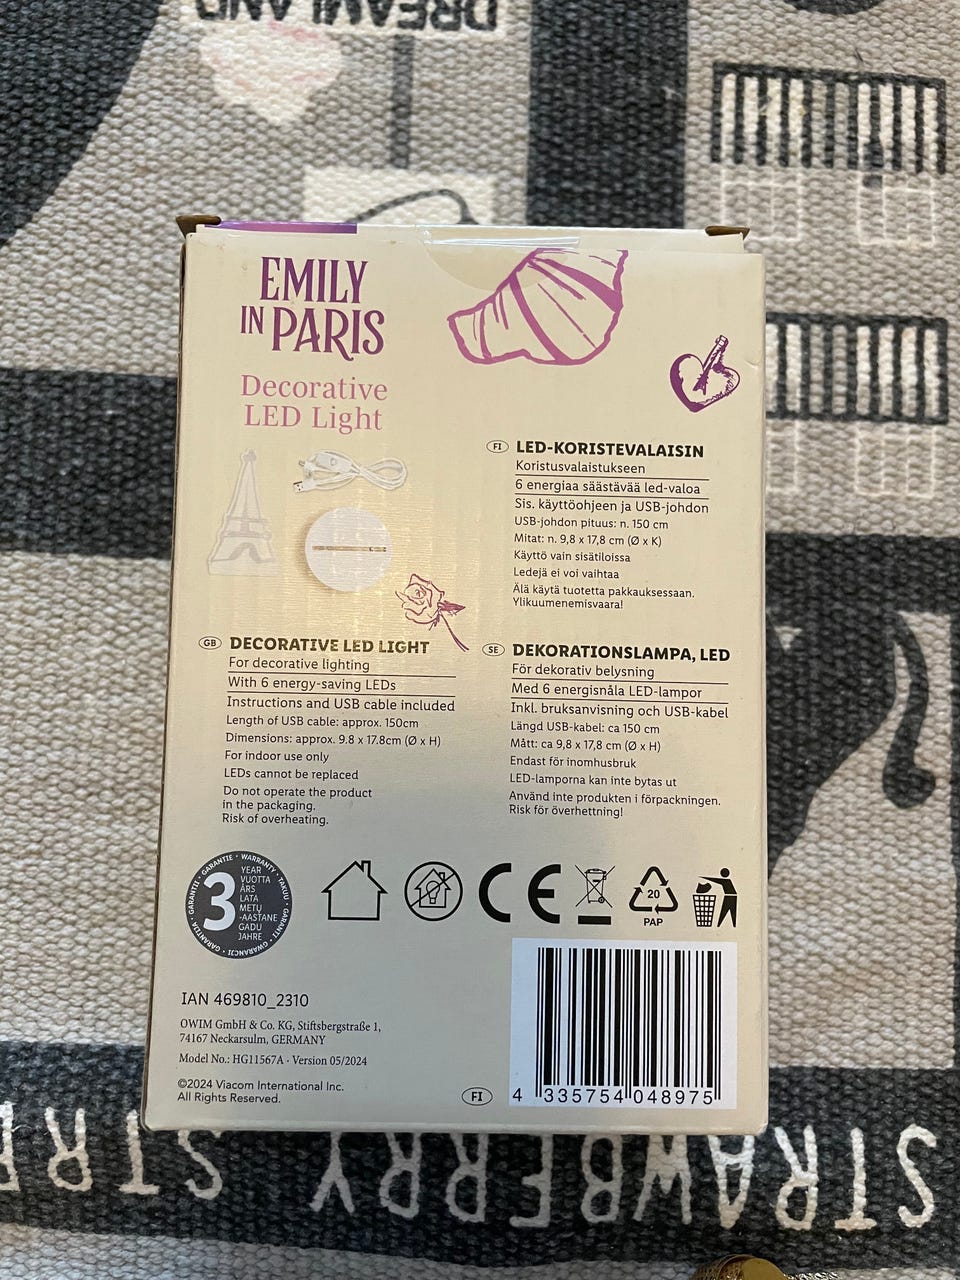 DREAMLAND
EMILY
IN PARIS
Decorative
LED Light
FI LED-KORISTEVALAISIN
Koristusvalaistukseen
6 energiaa säästävää led-valoa
Sis. käyttöohjeen ja USB-johdon
USB-johdon pituus: n. 150 cm
Mitat: n. 9,8 x 17,8 cm (Ø x K)
Käyttö vain sisätiloissa
Ledejä ei voi vaihtaa
Älä käytä tuotetta pakkauksessaan.
Ylikuumenemisvaara!
GB DECORATIVE LED LIGHT
For decorative lighting
With 6 energy-saving LEDs
Instructions and USB cable included
Length of USB cable: approx. 150cm
Dimensions: approx. 9.8 x 17.8cm (Ø x H)
For indoor use only
LEDs cannot be replaced
Do not operate the product
in the packaging.
Risk of overheating.
SE DEKORATIONSLAMPA, LED
För dekorativ belysning
Med 6 energisnåla LED-lampor
Inkl. bruksanvisning och USB-kabel
Längd USB-kabel: ca 150 cm
Mått: ca 9,8 x 17,8 cm (Ø x H)
Endast för inomhusbruk
LED-lamporna kan inte bytas ut
Använd inte produkten i förpackningen.
Risk för överhettning!
GARANTIE · WARRANTY · TAKUU · GARANTI · GWARANCJI · GARANTIJA · GARANTII
3
YEAR
VUOTTA
ÅRS
LATA
METŲ
-AASTANE
GADU
JAHRE
CE
20
PAP
IAN 469810_2310
OWIM GmbH & Co. KG, Stiftsbergstraße 1,
74167 Neckarsulm, GERMANY
Model No.: HG11567A · Version 05/2024
©2024 Viacom International Inc.
All Rights Reserved.
FI
4 335754 048975
STRAWBERRY STR